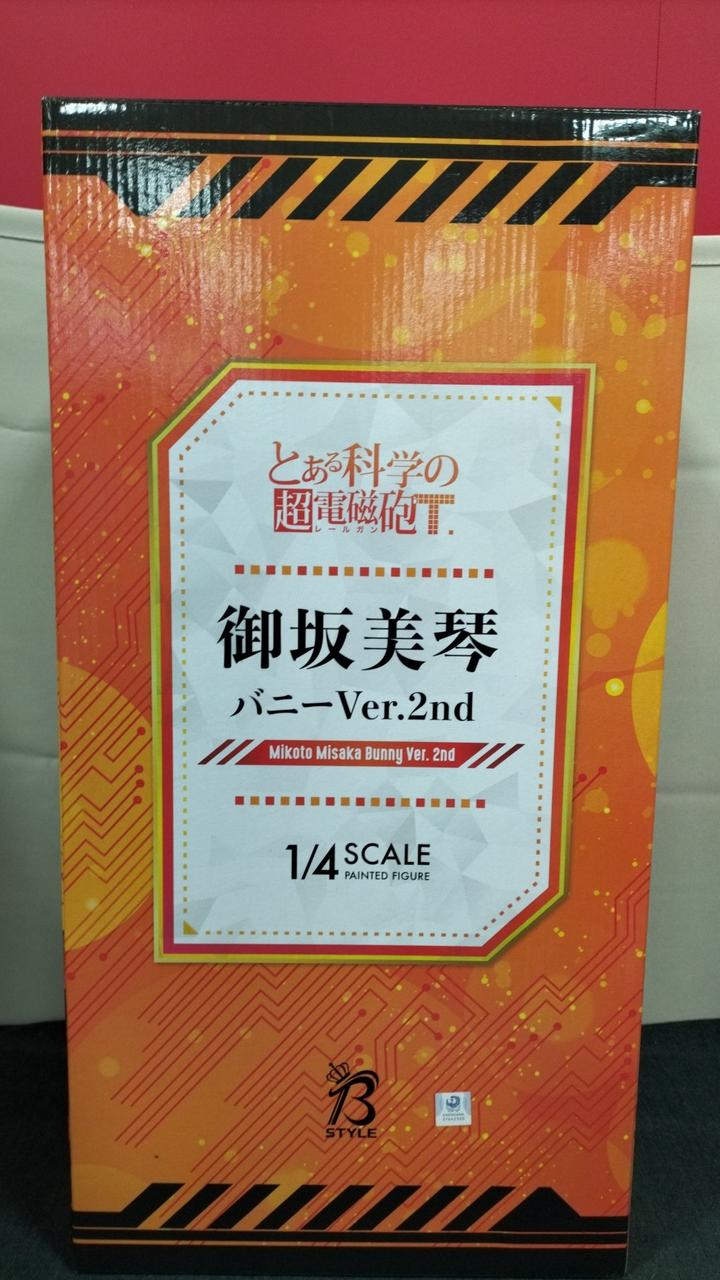 とある科学の
超電磁砲T.
レールガン
御坂美琴
バニーVer.2nd
Mikoto Misaka Bunny Ver. 2nd
1/4 SCALE
PAINTED FIGURE
B
STYLE